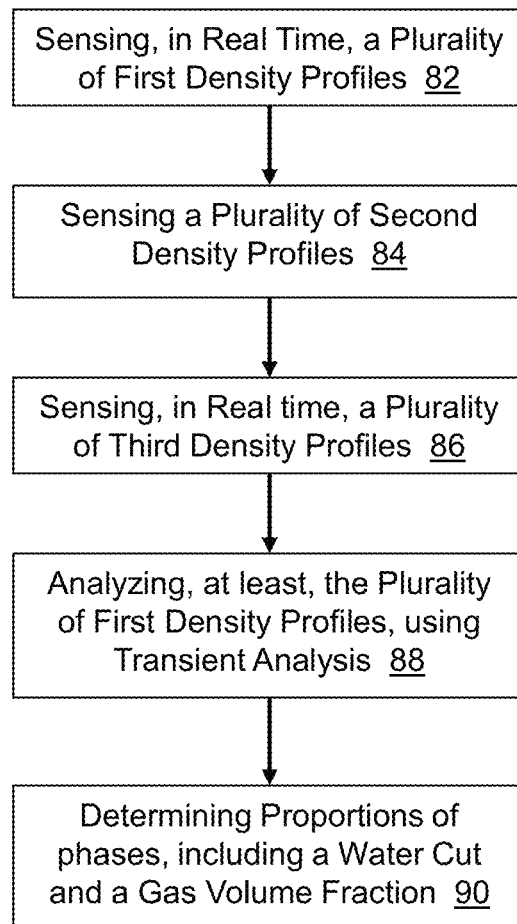 Sensing, in Real Time, a Plurality
of First Density Profiles 82
Sensing a Plurality of Second
Density Profiles 84
Sensing, in Real time, a Plurality
of Third Density Profiles 86
Analyzing, at least, the Plurality
of First Density Profiles, using
Transient Analysis 88
Determining Proportions of
phases, including a Water Cut
and a Gas Volume Fraction 90